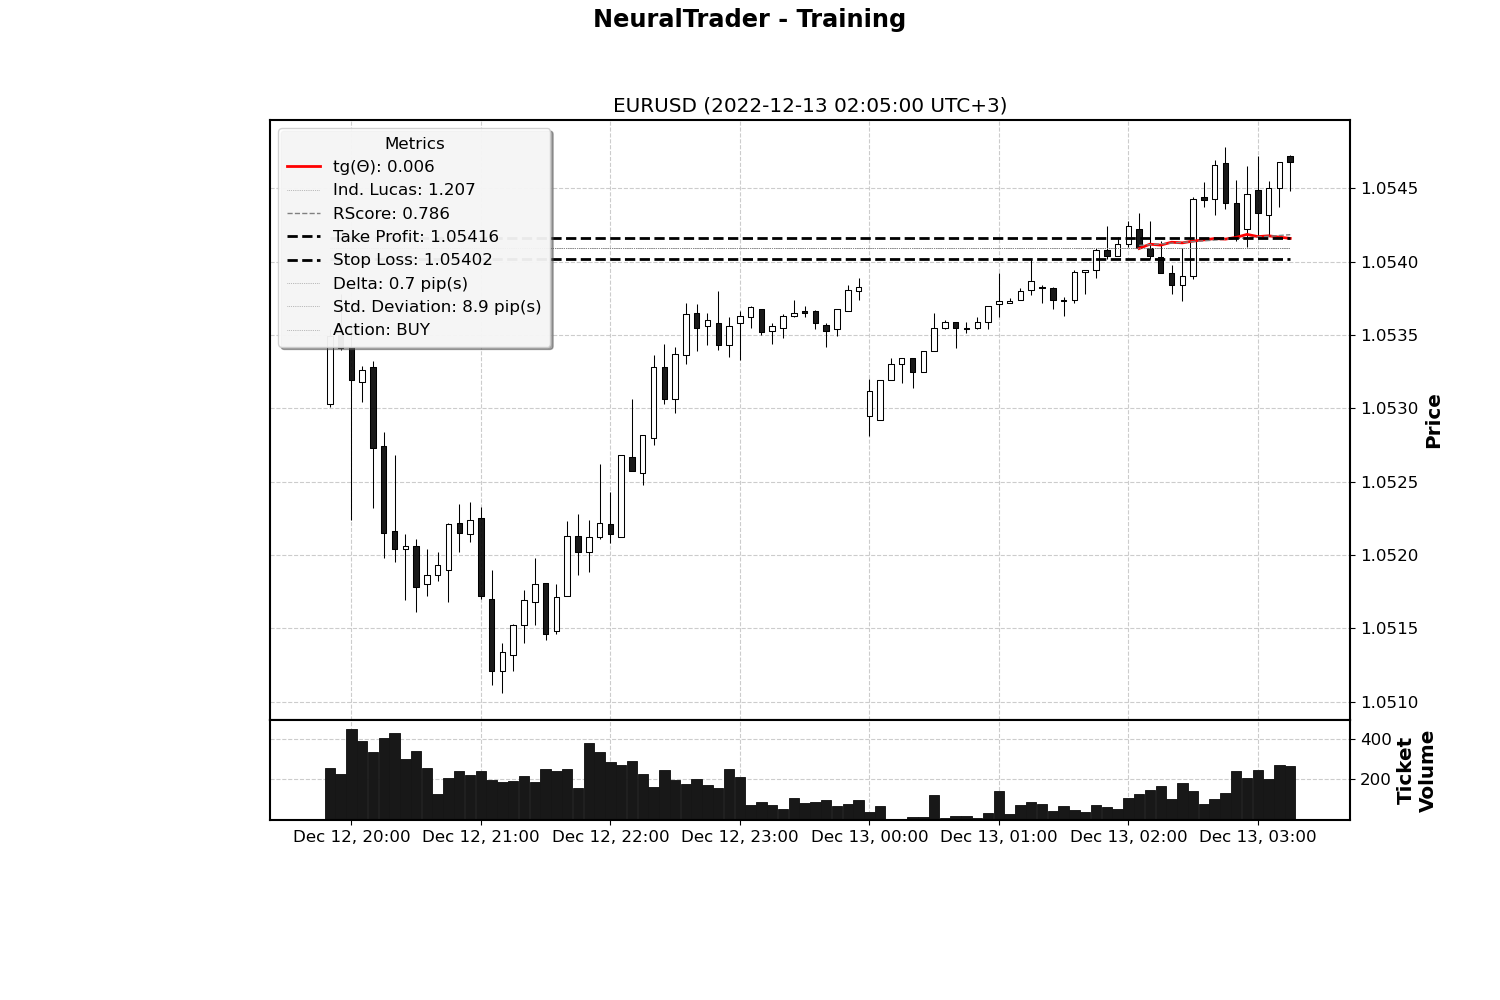 NeuralTrader - Training
EURUSD (2022-12-13 02:05:00 UTC+3)
Metrics
tg(Θ): 0.006
Ind. Lucas: 1.207
RScore: 0.786
Take Profit: 1.05416
Stop Loss: 1.05402
Delta: 0.7 pip(s)
Std. Deviation: 8.9 pip(s)
Action: BUY
1.0545
1.0540
1.0535
1.0530
1.0525
1.0520
1.0515
1.0510
Price
400
200
Ticket
Volume
Dec 12, 20:00 Dec 12, 21:00 Dec 12, 22:00 Dec 12, 23:00 Dec 13, 00:00 Dec 13, 01:00 Dec 13, 02:00 Dec 13, 03:00